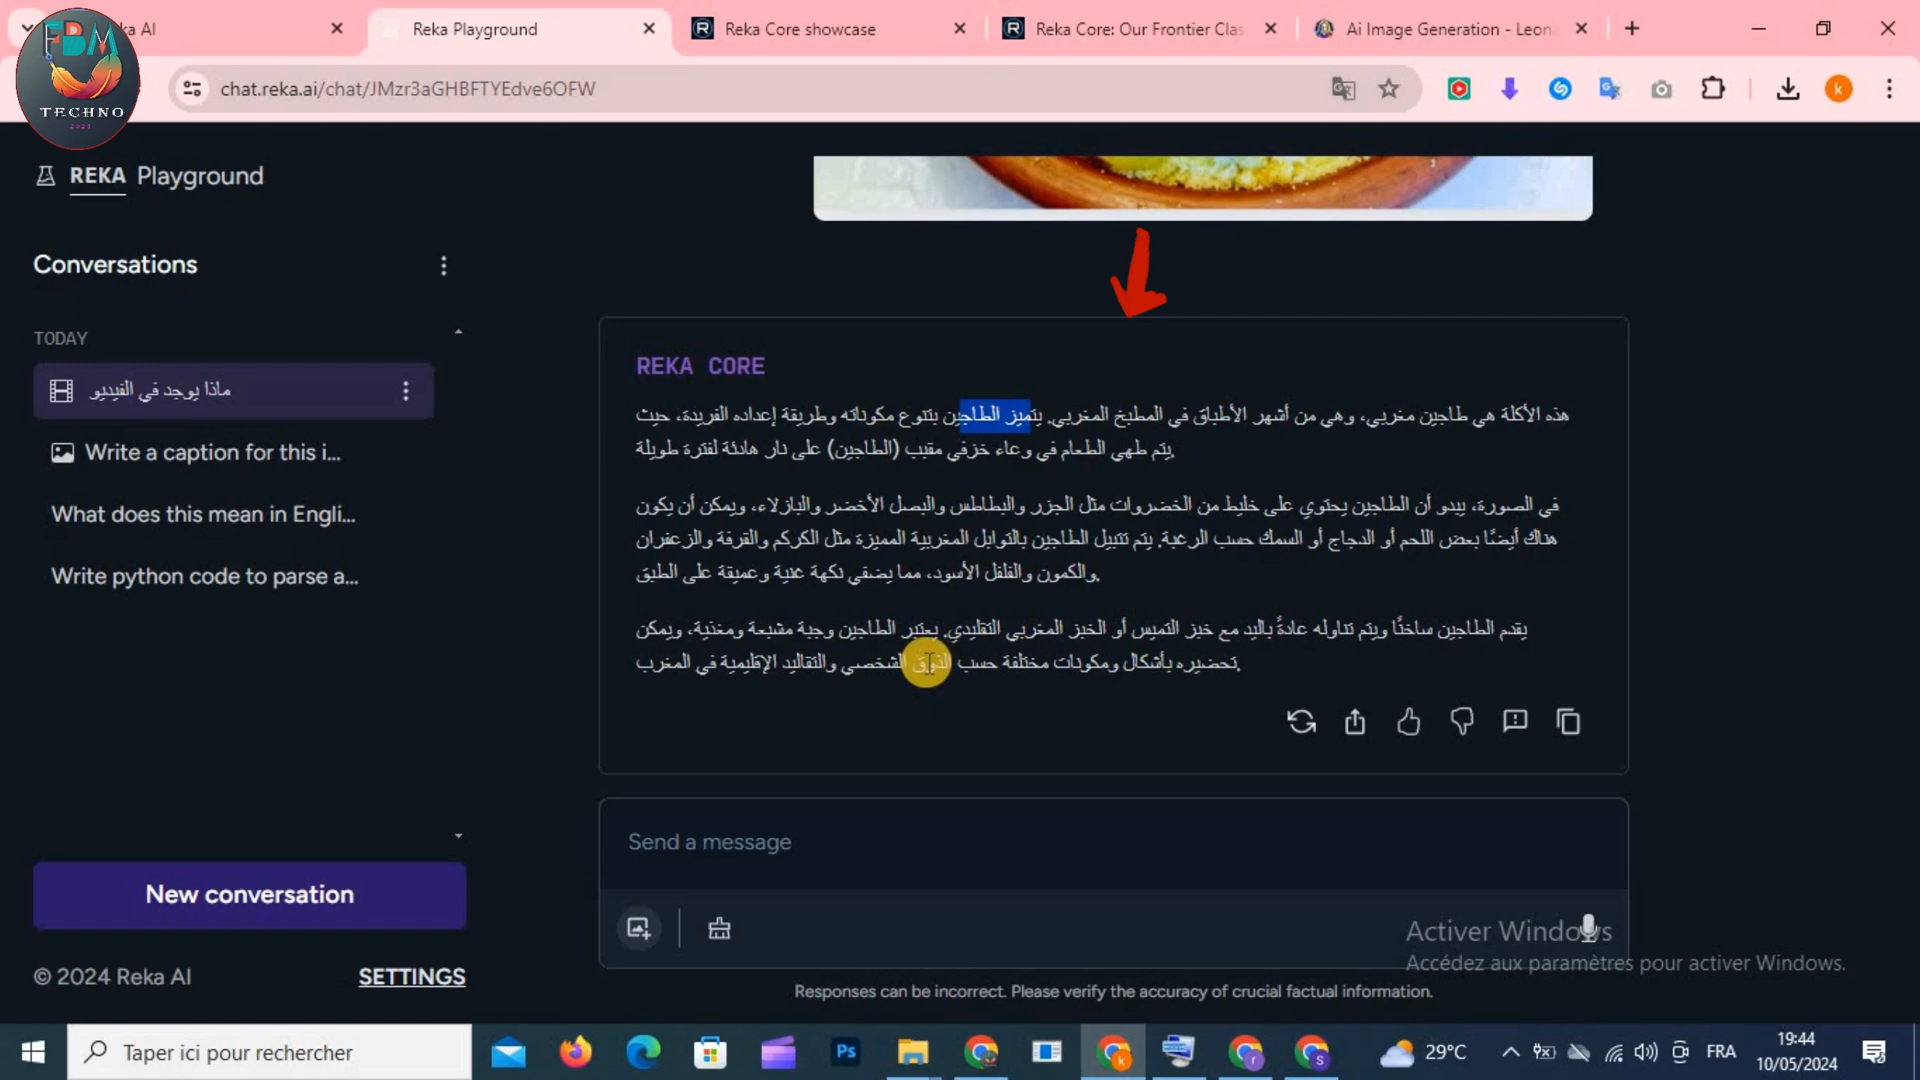 FBM
TECHNO
2021
ka AI
Reka Playground
Reka Core showcase
Reka Core: Our Frontier Clas
Ai Image Generation - Leona
chat.reka.ai/chat/JMzr3aGHBFTYEdve6OFW
k
REKA Playground
Conversations
TODAY
ماذا يوجد في الفيديو
Write a caption for this i...
What does this mean in Engli...
Write python code to parse a...
New conversation
© 2024 Reka AI
SETTINGS
REKA CORE
هذه الأكلة هي طاجين مغربي، وهي من أشهر الأطباق في المطبخ المغربي. يتميز الطاجين بتنوع مكوناته وطريقة إعداده الفريدة، حيث
يتم طهي الطعام في وعاء خزفي مقبب (الطاجين) على نار هادئة لفترة طويلة.
في الصورة، يبدو أن الطاجين يحتوي على خليط من الخضروات مثل الجزر والبطاطس والبصل الأخضر والبازلاء، ويمكن أن يكون
هناك أيضًا بعض اللحم أو الدجاج أو السمك حسب الرغبة. يتم تتبيل الطاجين بالتوابل المغربية المميزة مثل الكركم والقرفة والزعفران
والكمون والفلفل الأسود، مما يضفي نكهة غنية وعميقة على الطبق.
يقدم الطاجين ساخنًا ويتم تناوله عادةً باليد مع خبز التميس أو الخبز المغربي التقليدي. يعتبر الطاجين وجبة مشبعة ومغذية، ويمكن
تحضيره بأشكال ومكونات مختلفة حسب الذوق الشخصي والتقاليد الإقليمية في المغرب.
Send a message
Activer Windows
Accédez aux paramètres pour activer Windows.
Responses can be incorrect. Please verify the accuracy of crucial factual information.
Taper ici pour rechercher
Ps
k
r
s
29°C
FRA
19:44
10/05/2024